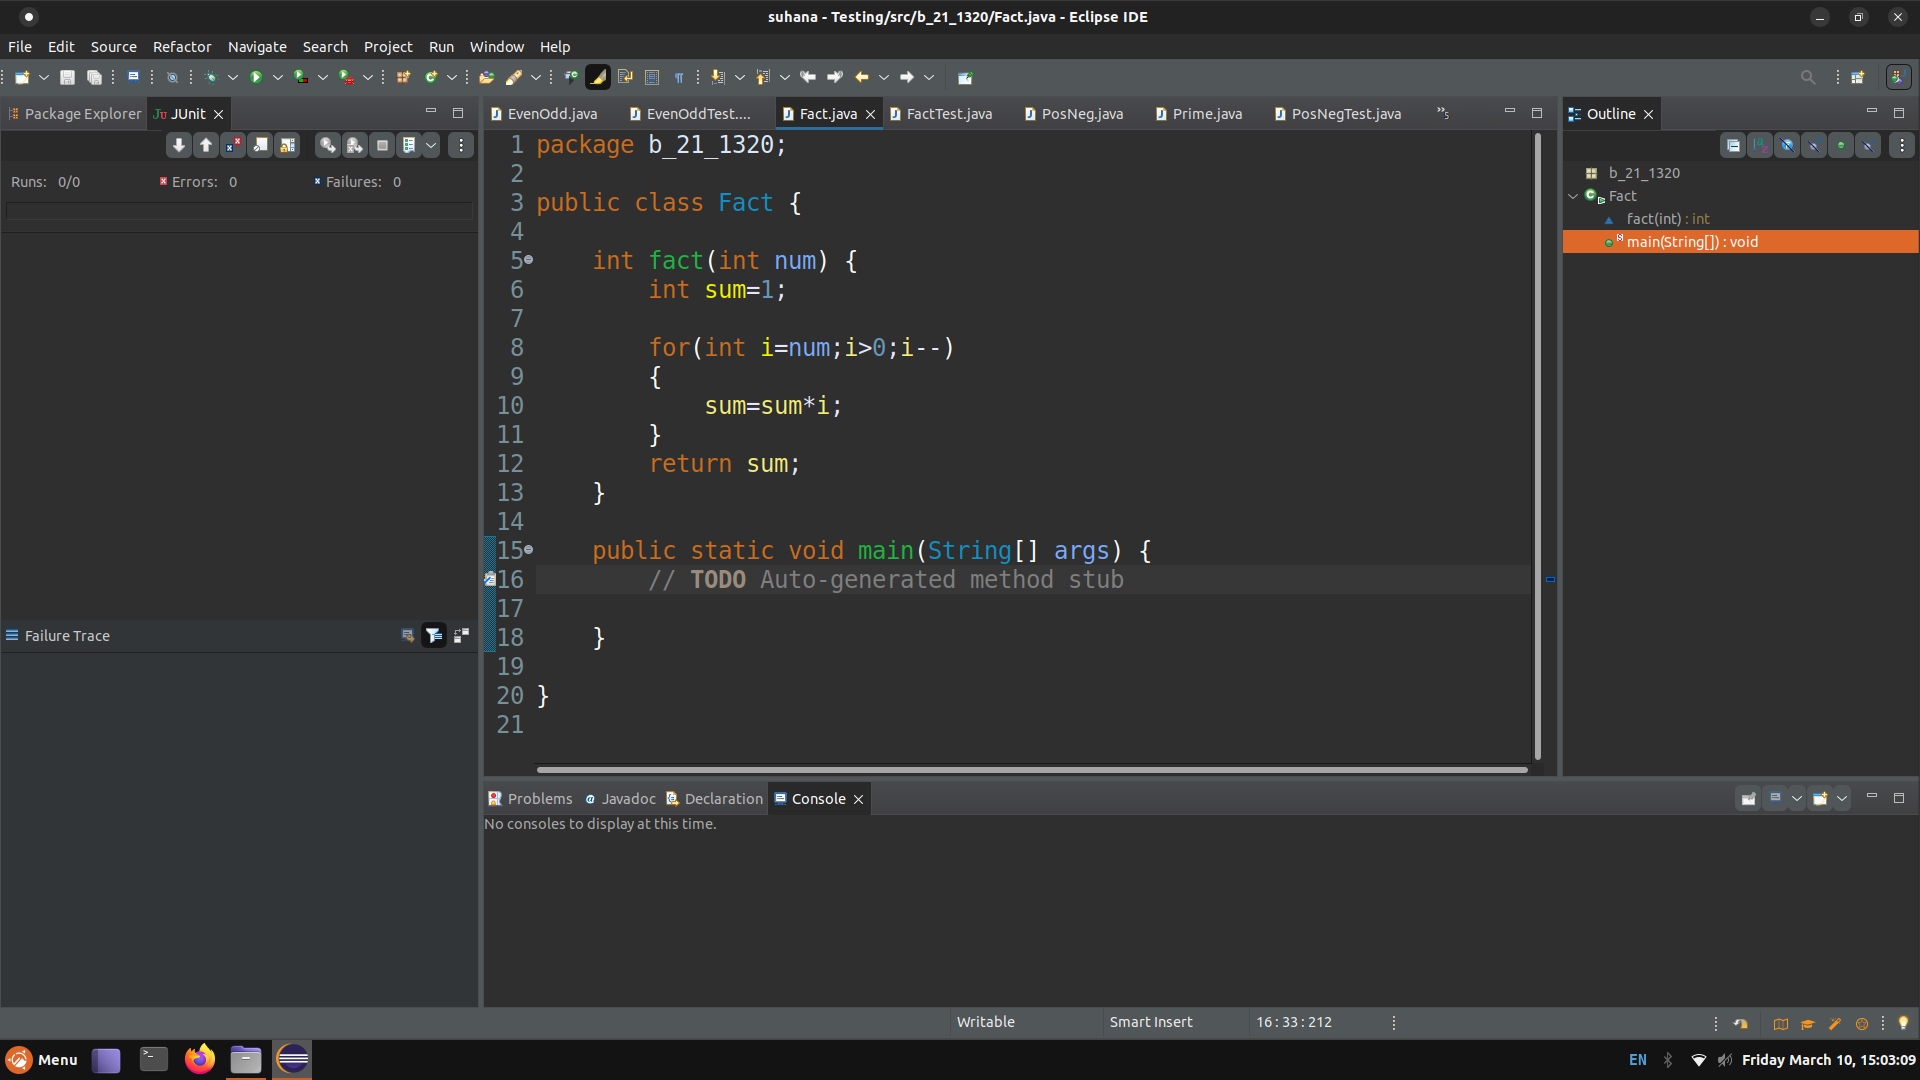 suhana - Testing/src/b_21_1320/Fact.java - Eclipse IDE
File Edit Source Refactor Navigate Search Project Run Window Help
Package Explorer JUnit
EvenOdd.java EvenOddTest.... Fact.java FactTest.java PosNeg.java Prime.java PosNegTest.java »5
Outline
Runs: 0/0 Errors: 0 Failures: 0
1 package b_21_1320;
2
3 public class Fact {
4
5 int fact(int num) {
6 int sum=1;
7
8 for(int i=num;i>0;i--)
9 {
10 sum=sum*i;
11 }
12 return sum;
13 }
14
15 public static void main(String[] args) {
16 // TODO Auto-generated method stub
17
18 }
19
20 }
21
b_21_1320
Fact
fact(int) : int
main(String[]) : void
Failure Trace
Problems Javadoc Declaration Console
No consoles to display at this time.
Writable Smart Insert 16 : 33 : 212
Menu EN Friday March 10, 15:03:09